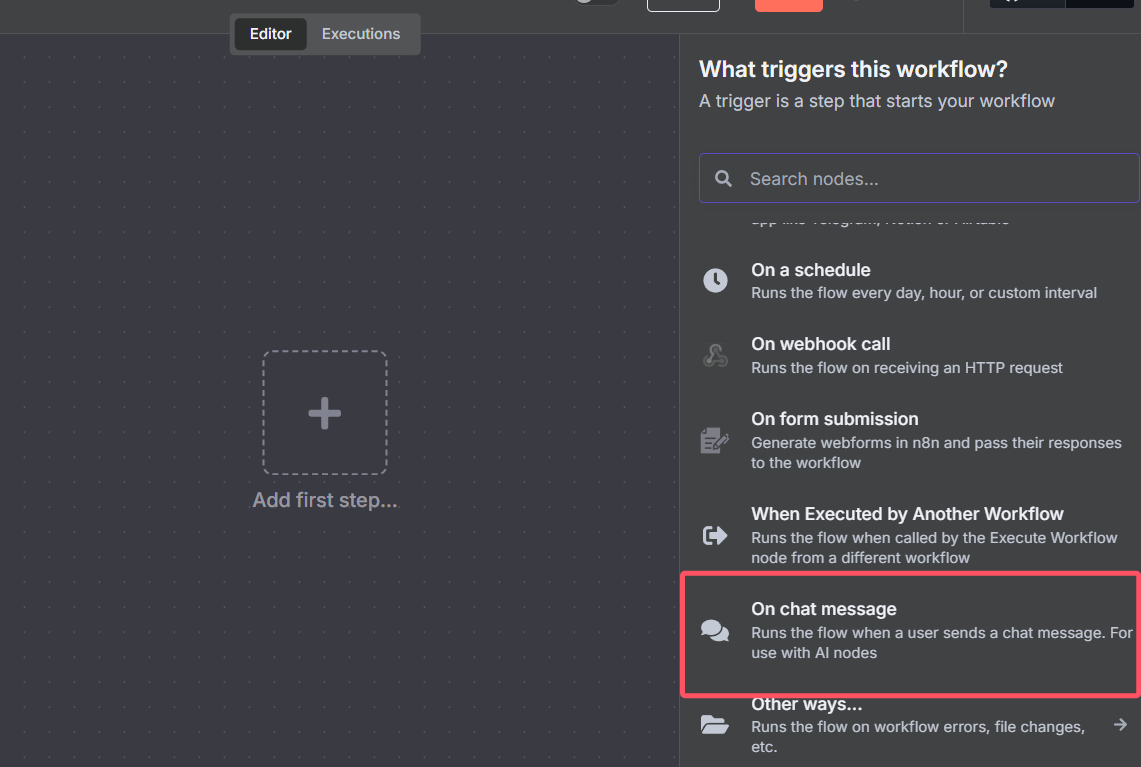 Editor
Executions
What triggers this workflow?
A trigger is a step that starts your workflow
Search nodes...
On a schedule
Runs the flow every day, hour, or custom interval
On webhook call
Runs the flow on receiving an HTTP request
On form submission
Generate webforms in n8n and pass their responses
to the workflow
When Executed by Another Workflow
Runs the flow when called by the Execute Workflow
node from a different workflow
On chat message
Runs the flow when a user sends a chat message. For
use with AI nodes
Other ways...
Runs the flow on workflow errors, file changes,
etc.
Add first step...